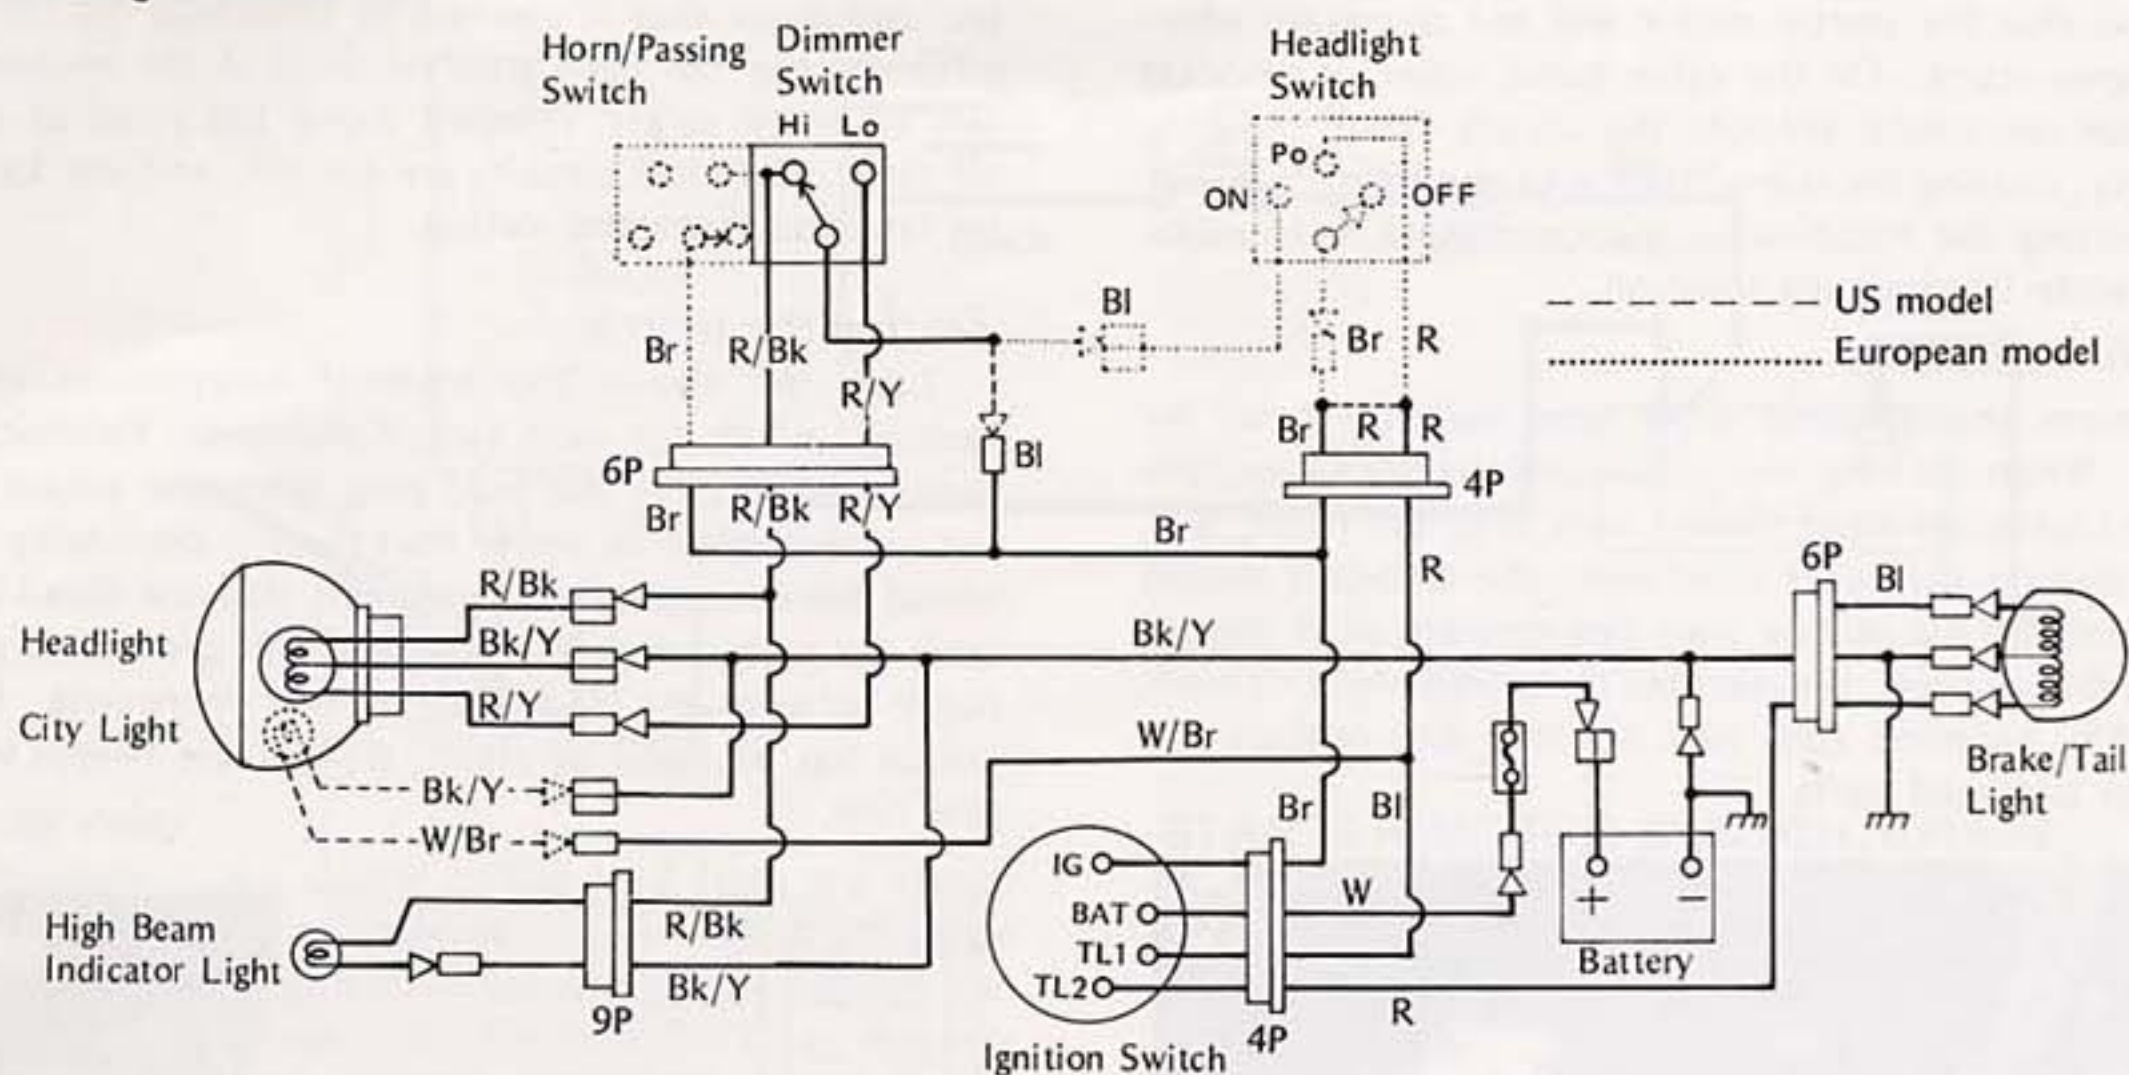 Horn/Passing
Switch
Dimmer
Switch
Hi Lo
Headlight
Switch
Po
ON
OFF
Bl
Br
R/Bk
R/Y
Br
R
US model
European model
Br
R
R
6P
Bl
4P
Br
R/Bk
R/Y
Br
R
6P
Bl
R/Bk
Bk/Y
R/Y
Bk/Y
Headlight
City Light
W/Br
Brake/Tail
Light
Bk/Y
W/Br
Br
Bl
IG
BAT
TL1
TL2
W
+
−
Battery
High Beam
Indicator Light
R/Bk
Bk/Y
9P
R
4P
Ignition Switch